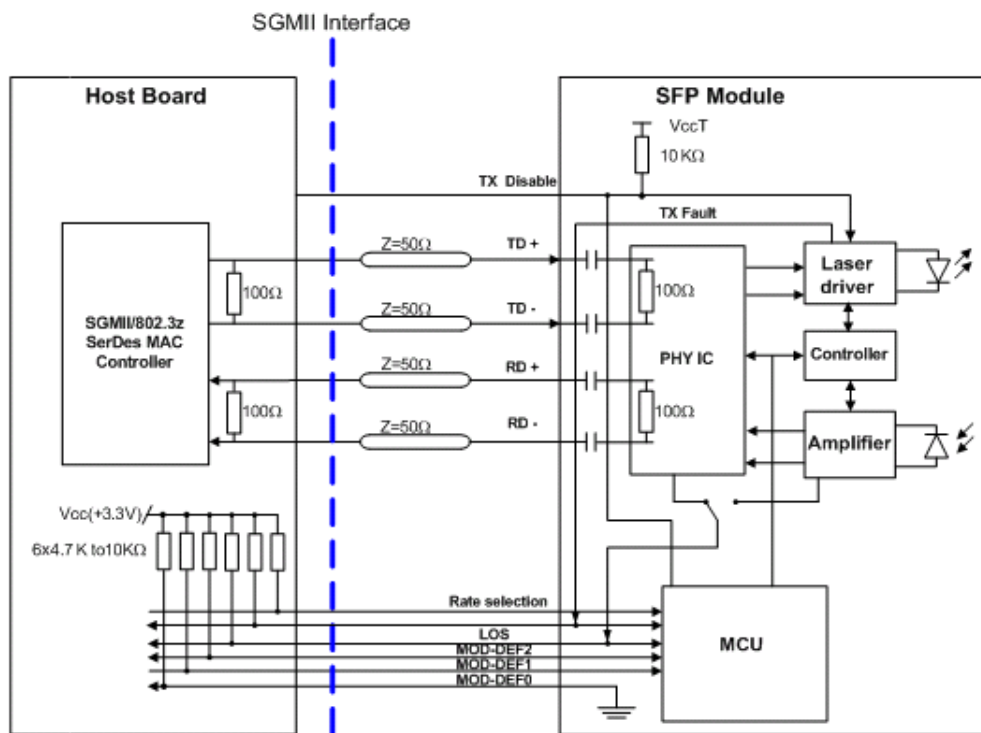 SGMII Interface
Host Board
SFP Module
VccT
10 KΩ
TX Disable
TX Fault
Z=50Ω
TD +
100Ω
100Ω
Laser
driver
Z=50Ω
TD -
SGMII/802.3z
SerDes MAC
Controller
PHY IC
Controller
Z=50Ω
RD +
100Ω
100Ω
Z=50Ω
RD -
Amplifier
Vcc(+3.3V)
6x4.7 K to10KΩ
Rate selection
LOS
MOD-DEF2
MOD-DEF1
MOD-DEF0
MCU